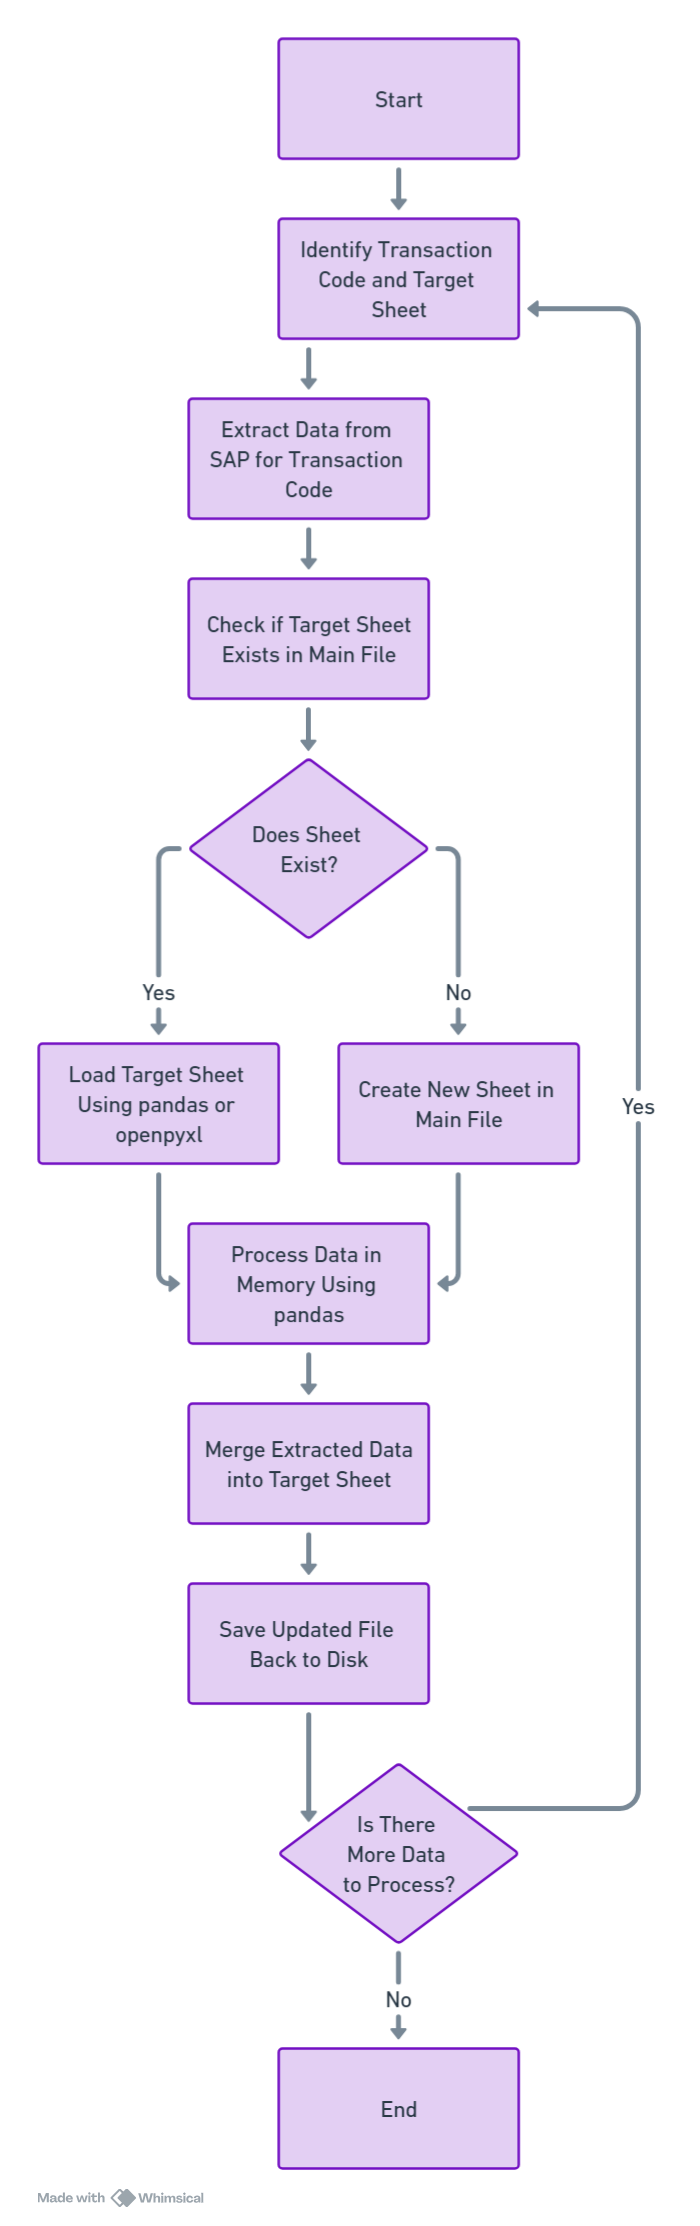 Start
Identify Transaction
Code and Target
Sheet
Extract Data from
SAP for Transaction
Code
Check if Target Sheet
Exists in Main File
Does Sheet
Exist?
Yes
No
Load Target Sheet
Using pandas or
openpyxl
Create New Sheet in
Main File
Yes
Process Data in
Memory Using
pandas
Merge Extracted Data
into Target Sheet
Save Updated File
Back to Disk
Is There
More Data
to Process?
No
End
Made with Whimsical